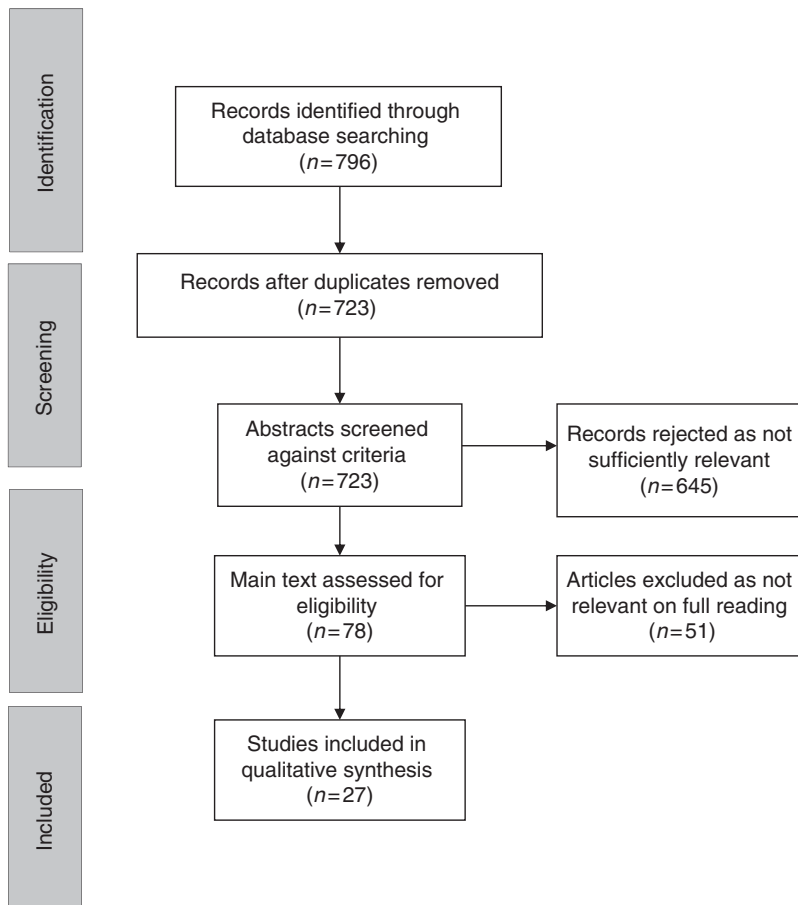 Identification
Records identified through
database searching
(n=796)
Screening
Records after duplicates removed
(n=723)
Abstracts screened
against criteria
(n=723)
Records rejected as not
sufficiently relevant
(n=645)
Eligibility
Main text assessed for
eligibility
(n=78)
Articles excluded as not
relevant on full reading
(n=51)
Included
Studies included in
qualitative synthesis
(n=27)